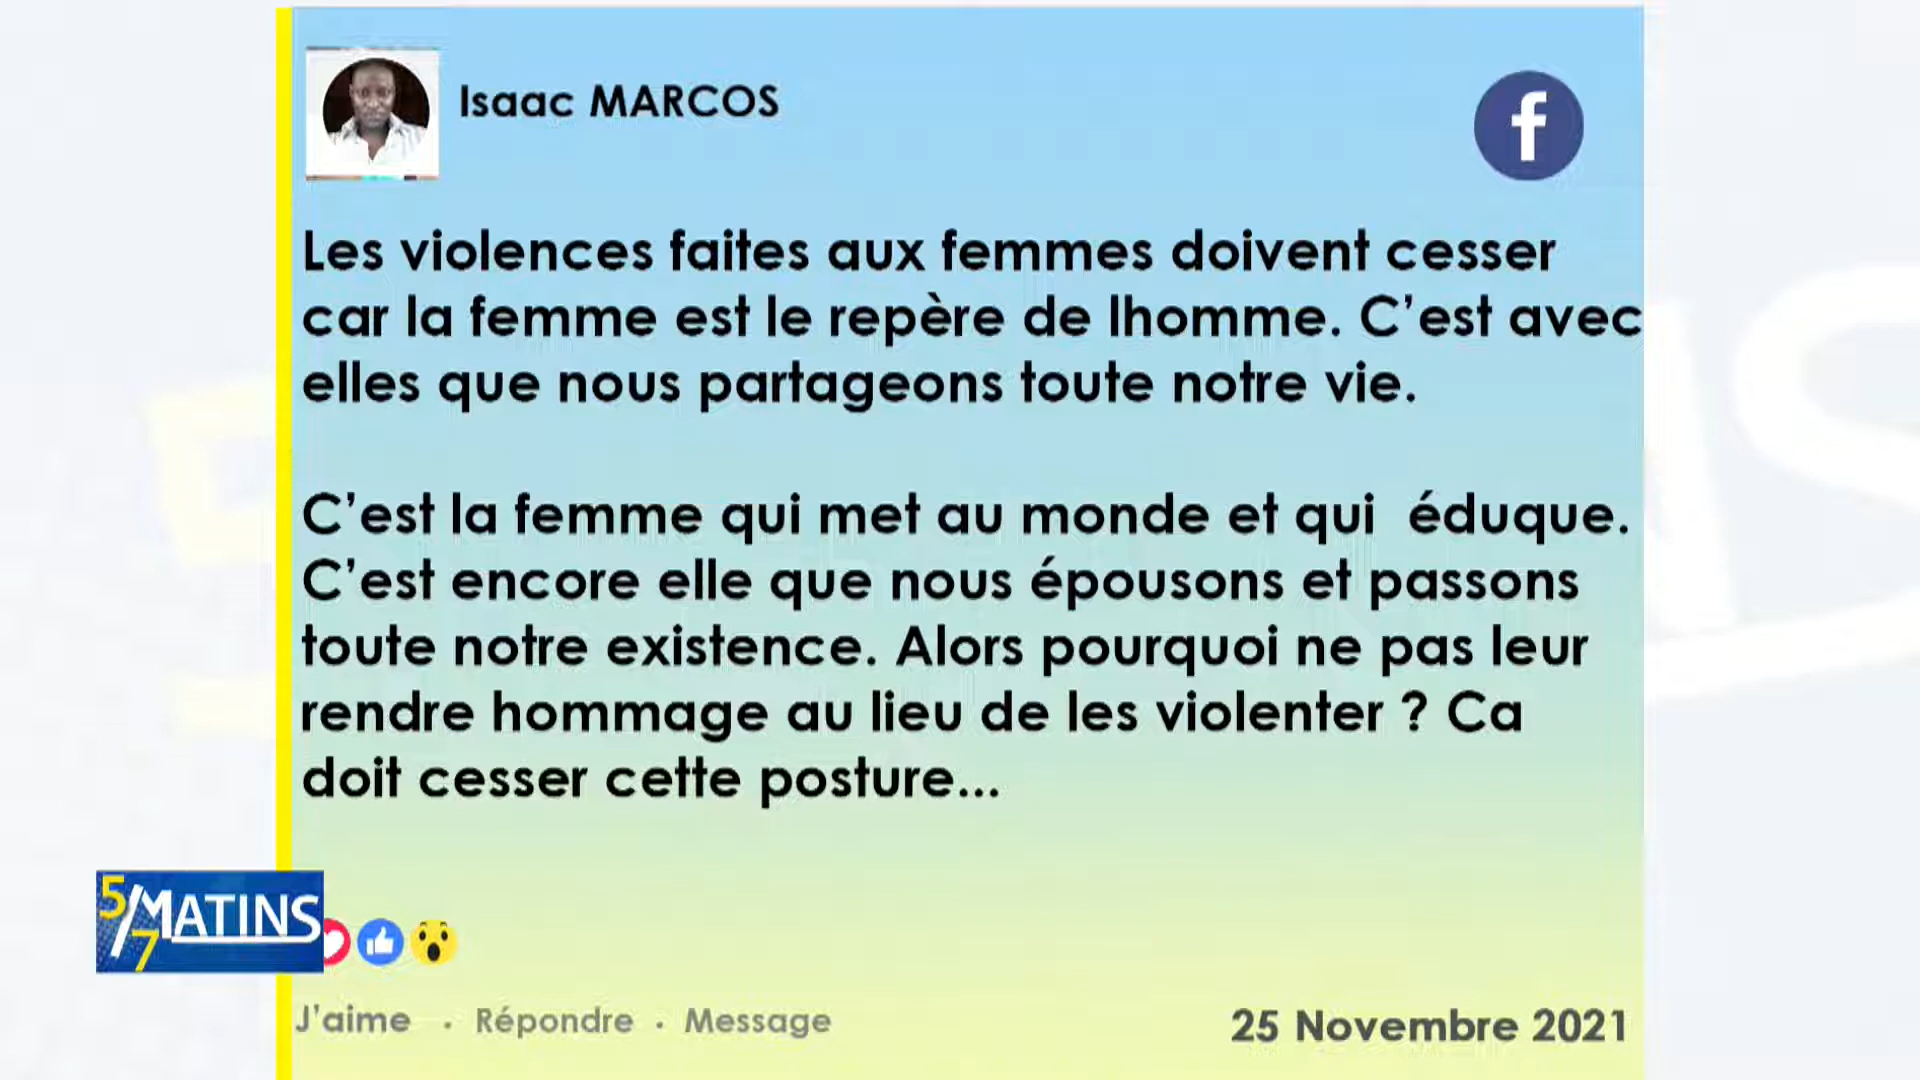 Isaac MARCOS
f
Les violences faites aux femmes doivent cesser
car la femme est le repère de lhomme. C’est avec
elles que nous partageons toute notre vie.
C’est la femme qui met au monde et qui  éduque.
C’est encore elle que nous épousons et passons
toute notre existence. Alors pourquoi ne pas leur
rendre hommage au lieu de les violenter ? Ca
doit cesser cette posture...
5/7 MATINS
J’aime · Répondre · Message
25 Novembre 2021